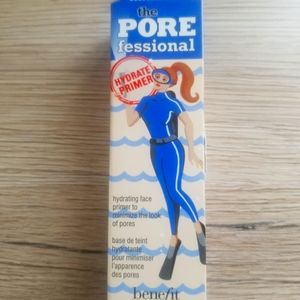 the
PORE
fessional
HYDRATE
PRIMER
hydrating face
primer to
minimize the look
of pores
base de teint
hydratante
pour minimiser
l'apparence
des pores
benefit